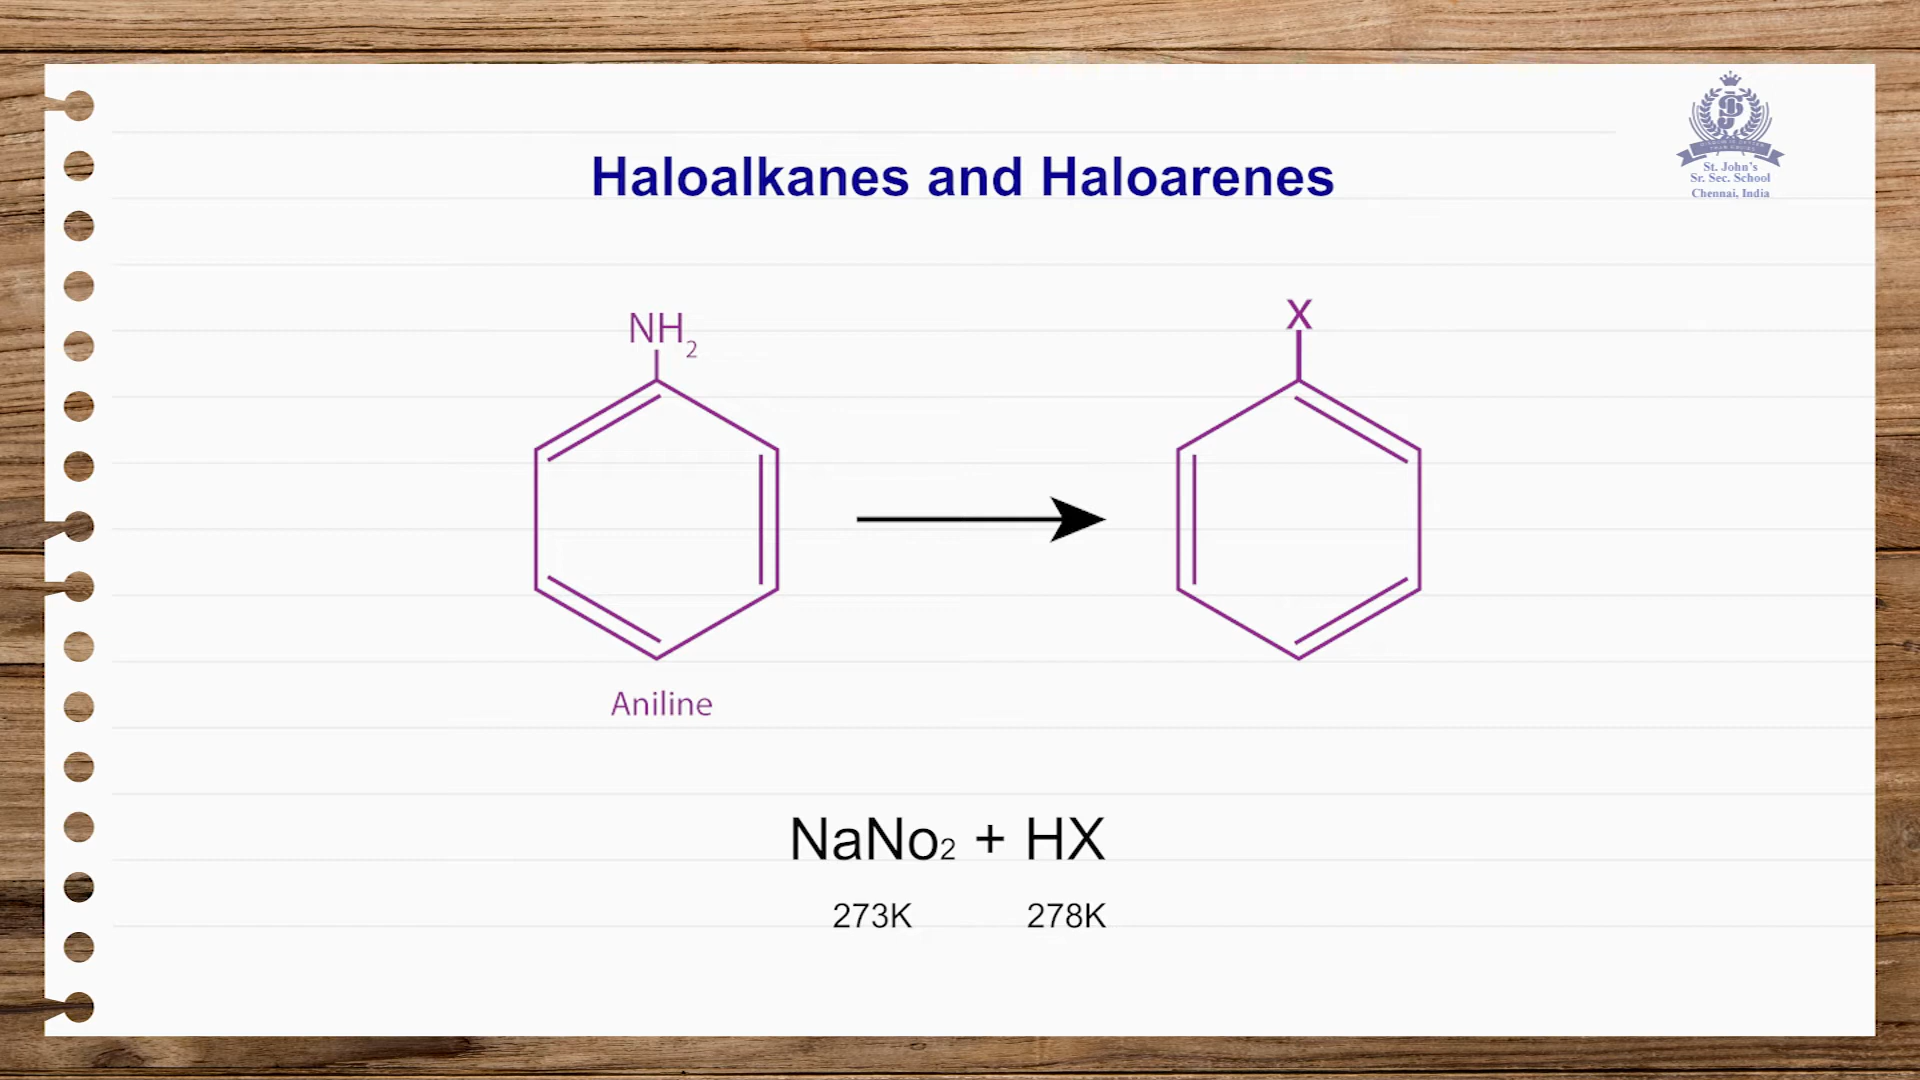 St. John's
Sr. Sec. School
Chennai, India
Haloalkanes and Haloarenes
NH2
X
Aniline
NaNo2 + HX
273K 278K